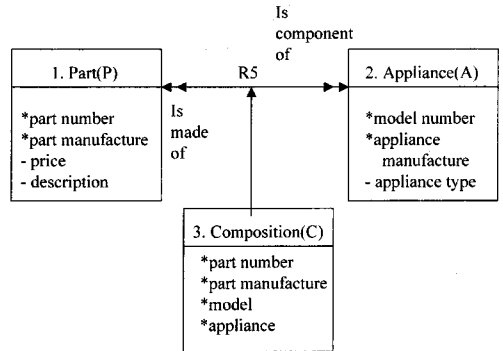 Is
component
of
1. Part(P)
R5
2. Appliance(A)
*part number
*part manufacture
- price
- description
Is
made
of
*model number
*appliance
manufacture
- appliance type
3. Composition(C)
*part number
*part manufacture
*model
*appliance